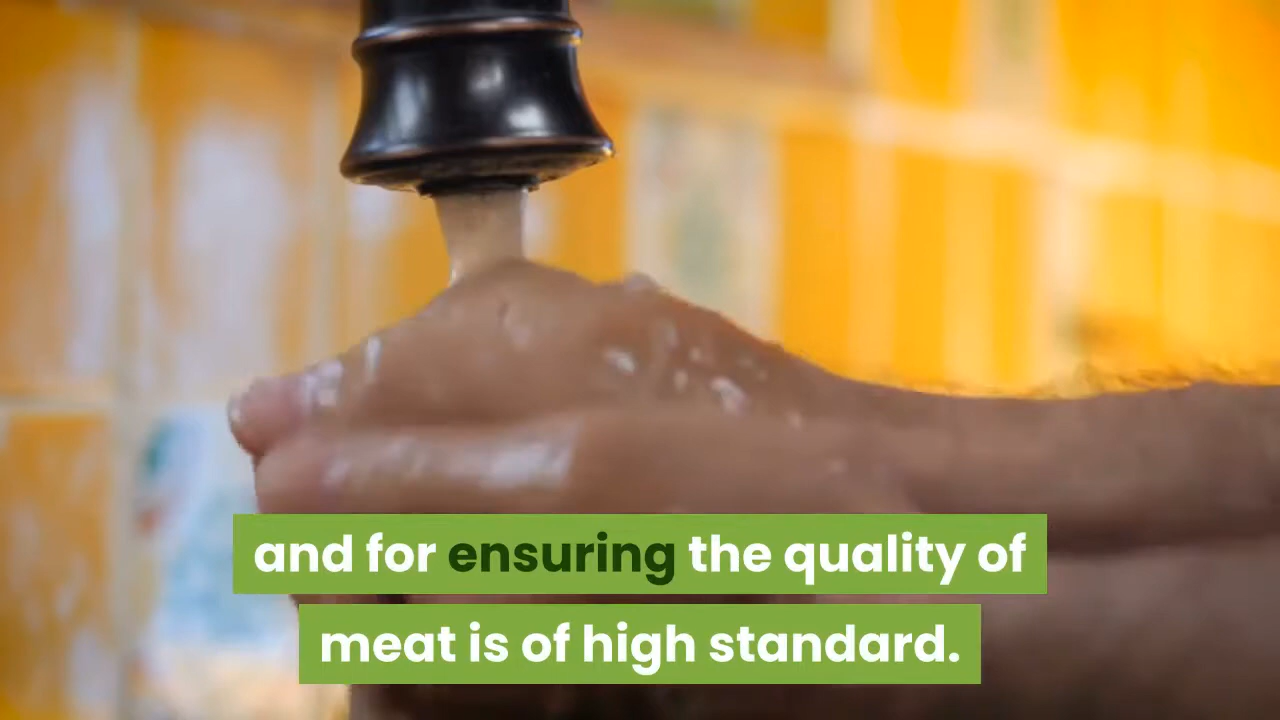 and for ensuring the quality of
meat is of high standard.